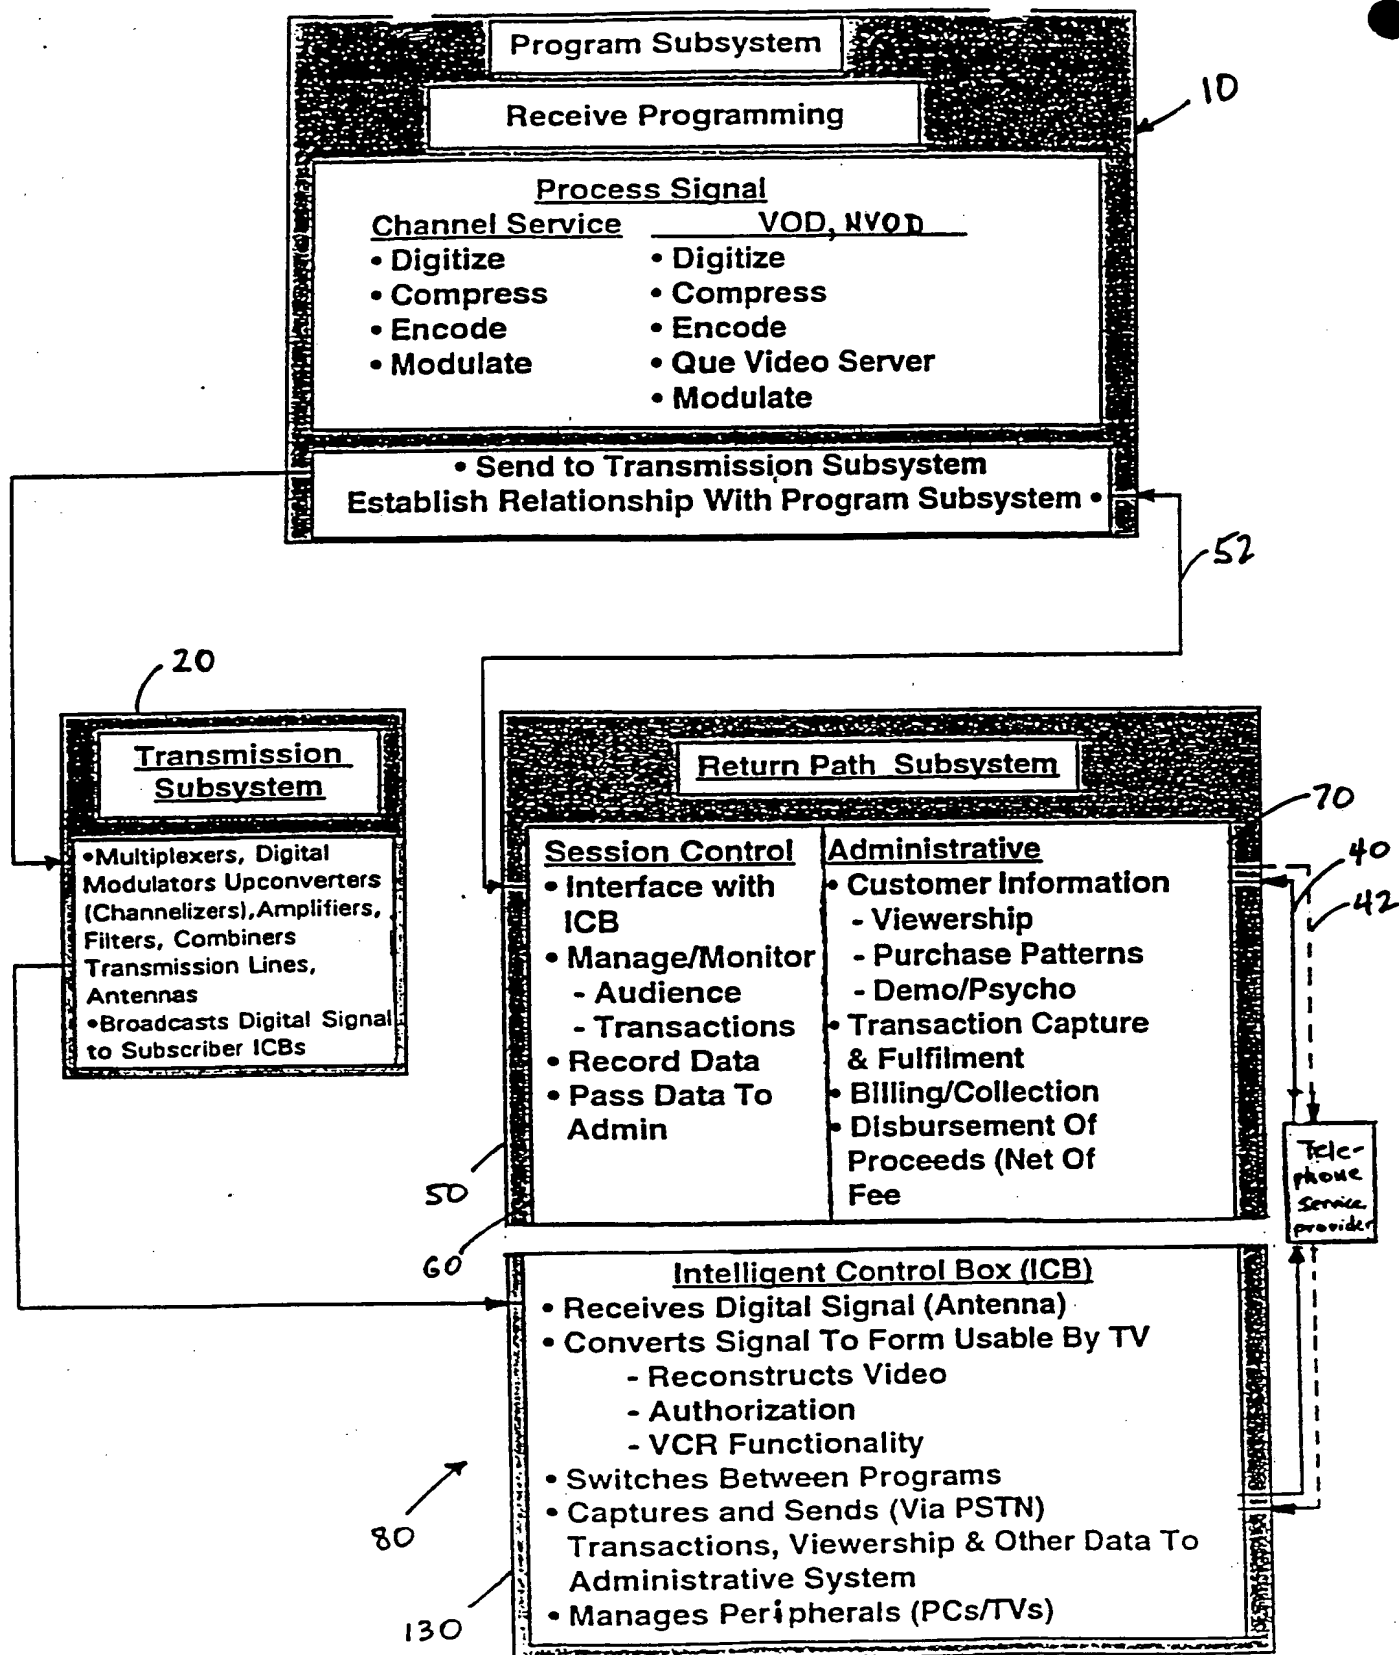 Program Subsystem
Receive Programming
10
Process Signal
Channel Service VOD, NVOD
• Digitize • Digitize
• Compress • Compress
• Encode • Encode
• Modulate • Que Video Server
• Modulate
• Send to Transmission Subsystem
Establish Relationship With Program Subsystem •
52
20
Transmission
Subsystem
•Multiplexers, Digital
Modulators Upconverters
(Channelizers),Amplifiers,
Filters, Combiners
Transmission Lines,
Antennas
•Broadcasts Digital Signal
to Subscriber ICBs
Return Path Subsystem
70
40
42
Session Control
• Interface with
ICB
• Manage/Monitor
- Audience
- Transactions
• Record Data
• Pass Data To
Admin
Administrative
• Customer Information
- Viewership
- Purchase Patterns
- Demo/Psycho
• Transaction Capture
& Fulfilment
• Billing/Collection
• Disbursement Of
Proceeds (Net Of
Fee
50
60
Tele-
phone
service
provider
Intelligent Control Box (ICB)
• Receives Digital Signal (Antenna)
• Converts Signal To Form Usable By TV
- Reconstructs Video
- Authorization
- VCR Functionality
• Switches Between Programs
• Captures and Sends (Via PSTN)
Transactions, Viewership & Other Data To
Administrative System
• Manages Peripherals (PCs/TVs)
80
130